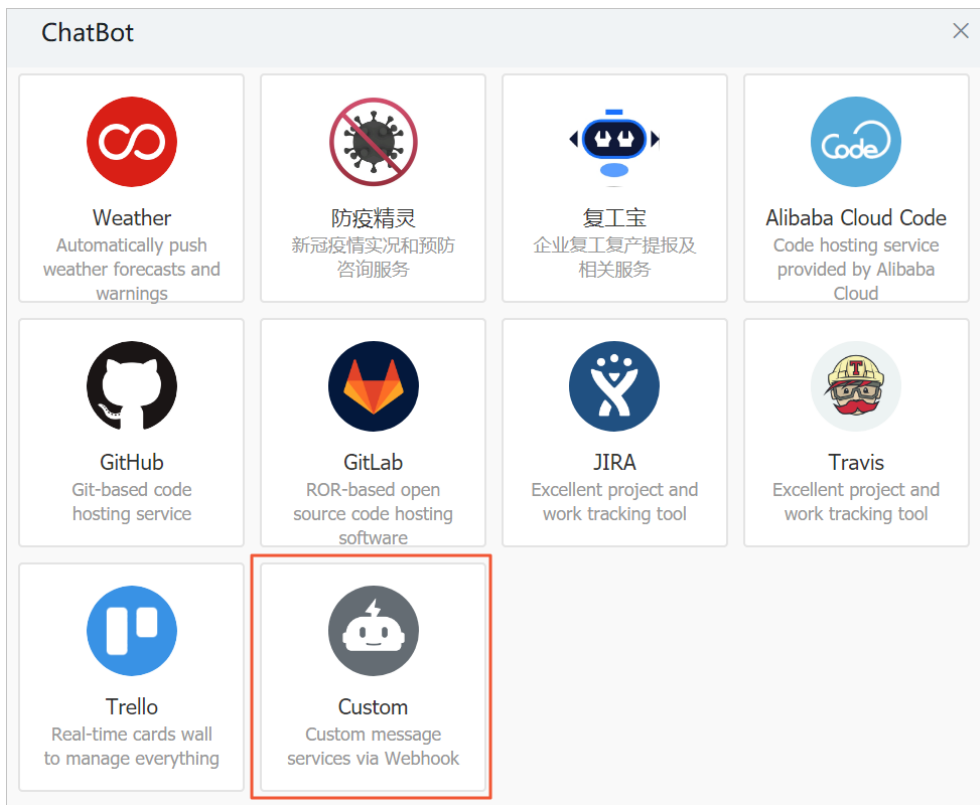 ChatBot
Weather
Automatically push
weather forecasts and
warnings
防疫精灵
新冠疫情实况和预防
咨询服务
复工宝
企业复工复产提报及
相关服务
Code
Alibaba Cloud Code
Code hosting service
provided by Alibaba
Cloud
GitHub
Git-based code
hosting service
GitLab
ROR-based open
source code hosting
software
JIRA
Excellent project and
work tracking tool
T
Travis
Excellent project and
work tracking tool
Trello
Real-time cards wall
to manage everything
Custom
Custom message
services via Webhook